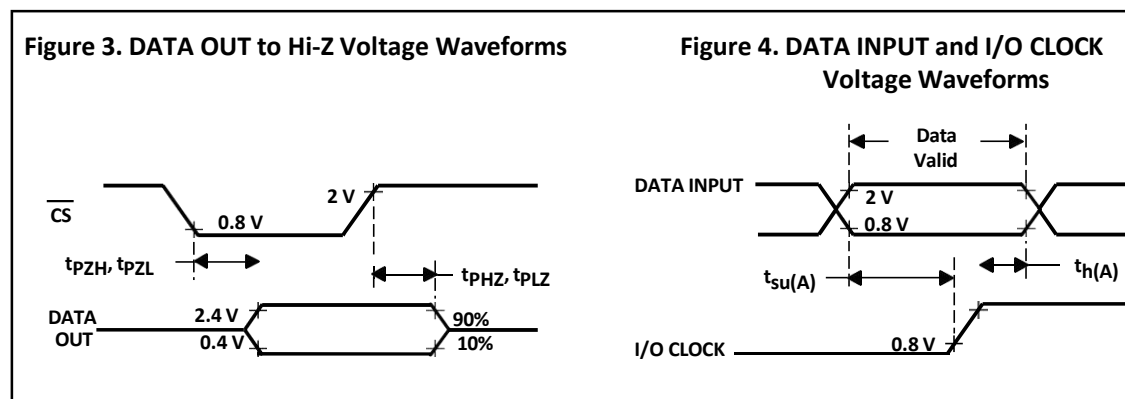 Figure 3. DATA OUT to Hi-Z Voltage Waveforms
CS
2 V
0.8 V
tPZH, tPZL
tPHZ, tPLZ
DATA
OUT
2.4 V
0.4 V
90%
10%
Figure 4. DATA INPUT and I/O CLOCK
Voltage Waveforms
Data
Valid
DATA INPUT
2 V
0.8 V
tsu(A)
th(A)
I/O CLOCK
0.8 V